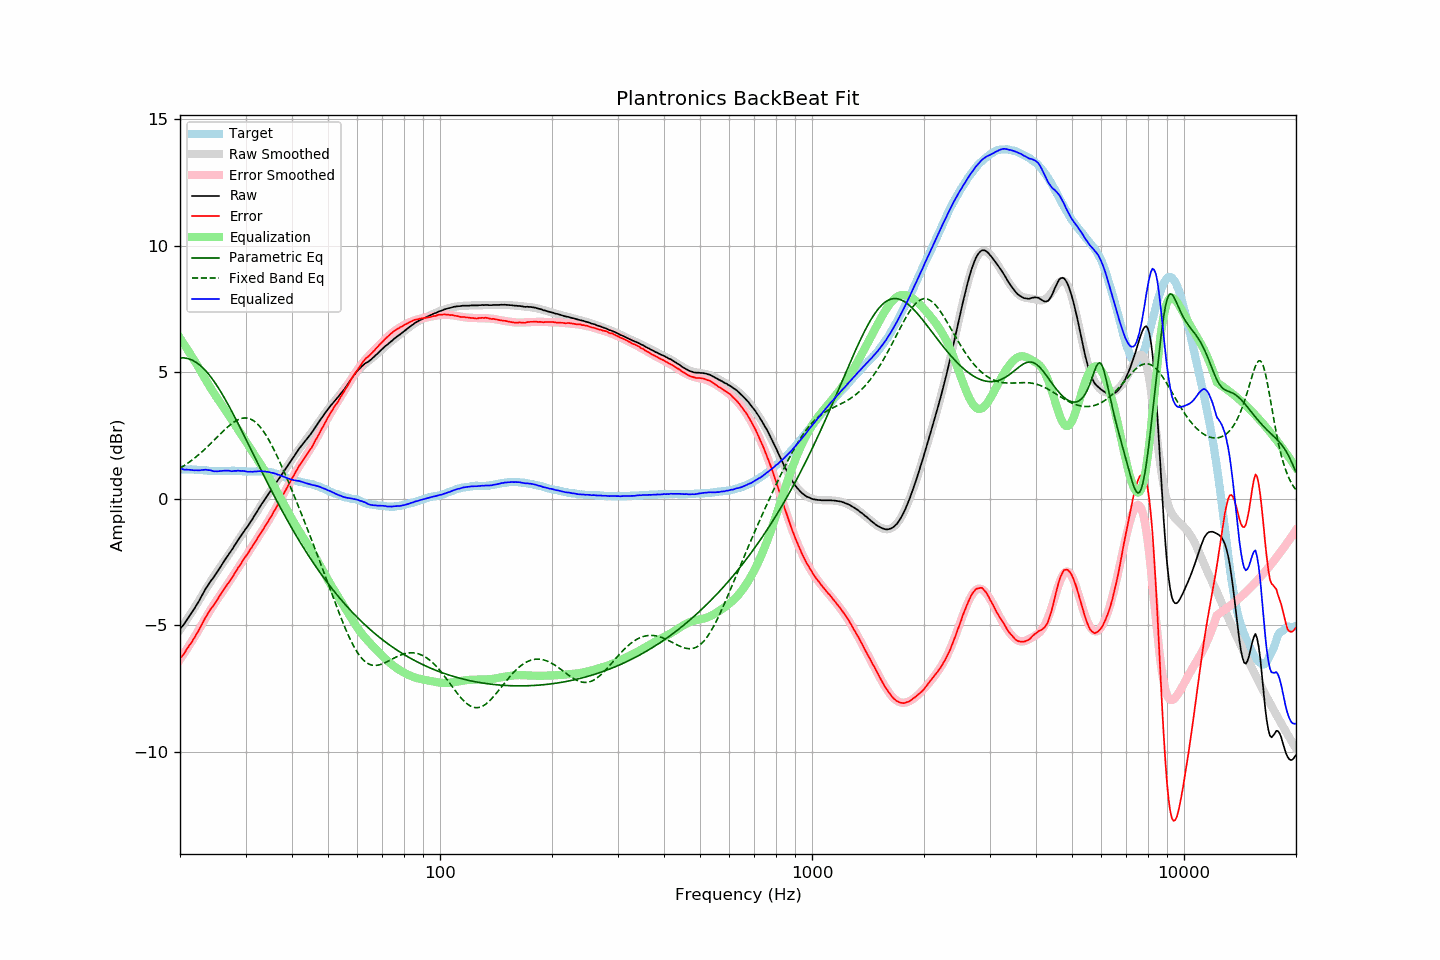 Plantronics BackBeat Fit
15
10
5
0
−5
−10
Amplitude (dBr)
Target
Raw Smoothed
Error Smoothed
Raw
Error
Equalization
Parametric Eq
Fixed Band Eq
Equalized
100
1000
10000
Frequency (Hz)